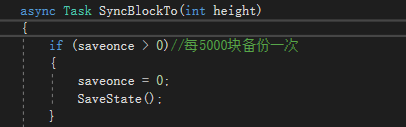 async Task SyncBlockTo(int height)
{
if (saveonce > 0)//每5000块备份一次
{
saveonce = 0;
SaveState();
}